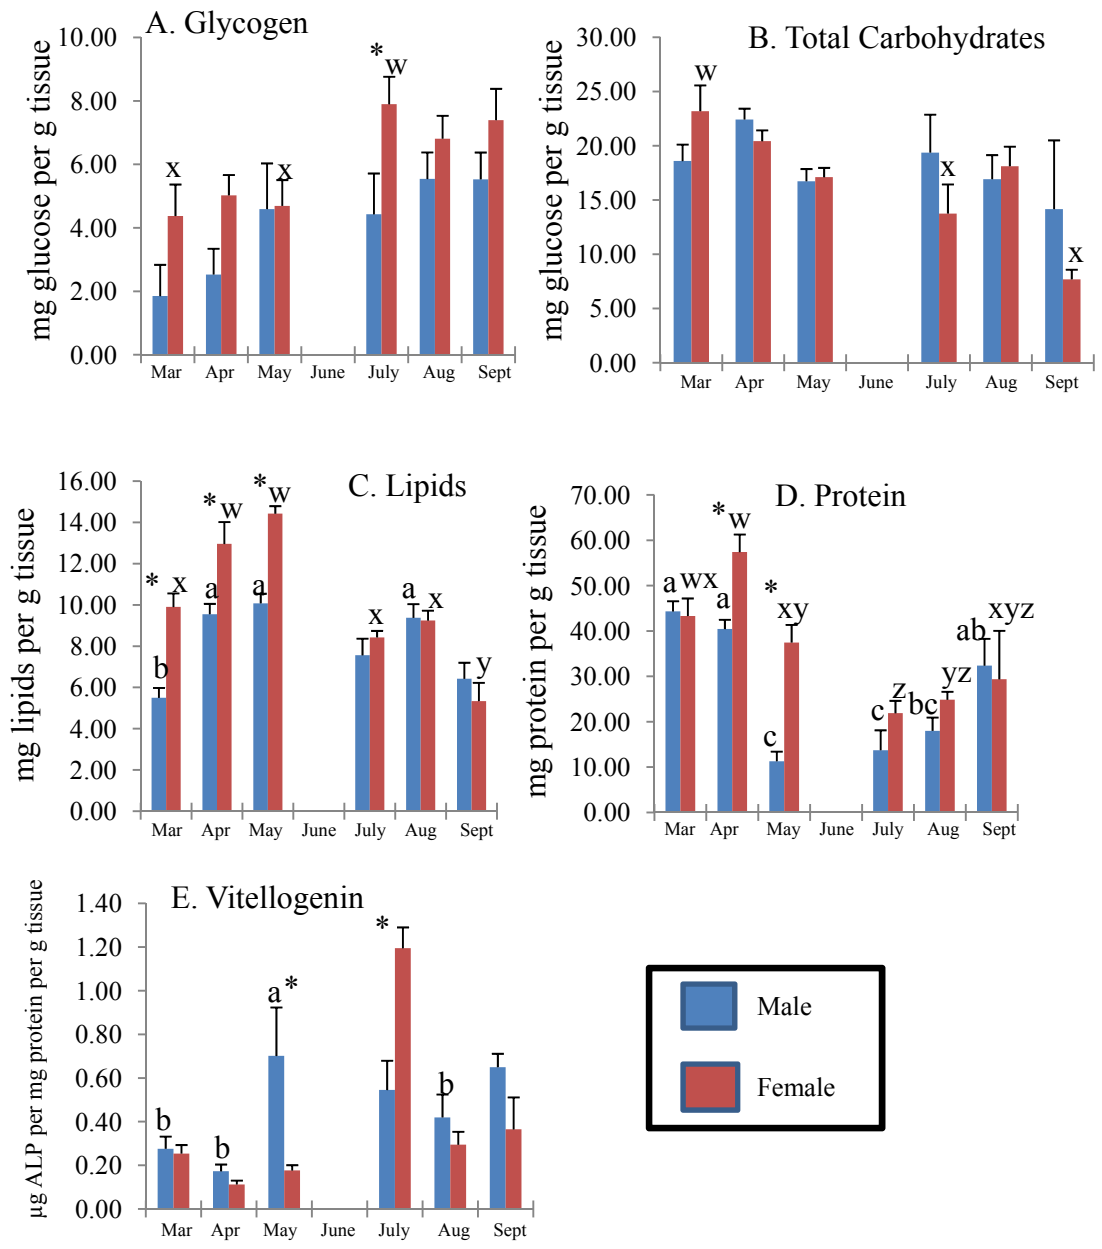 A. Glycogen
mg glucose per g tissue
10.00
8.00
6.00
4.00
2.00
0.00
x
x
*
w
Mar Apr May June July Aug Sept
B. Total Carbohydrates
mg glucose per g tissue
30.00
25.00
20.00
15.00
10.00
5.00
0.00
w
x
x
Mar Apr May June July Aug Sept
C. Lipids
mg lipids per g tissue
16.00
14.00
12.00
10.00
8.00
6.00
4.00
2.00
0.00
* x
b
* w
a
* w
a
x
a x
y
Mar Apr May June July Aug Sept
D. Protein
mg protein per g tissue
70.00
60.00
50.00
40.00
30.00
20.00
10.00
0.00
a wx
* w
a
*
xy
c
c z
bc yz
ab xyz
Mar Apr May June July Aug Sept
E. Vitellogenin
µg ALP per mg protein per g tissue
1.40
1.20
1.00
0.80
0.60
0.40
0.20
0.00
b
b
a *
*
b
Mar Apr May June July Aug Sept
Male
Female